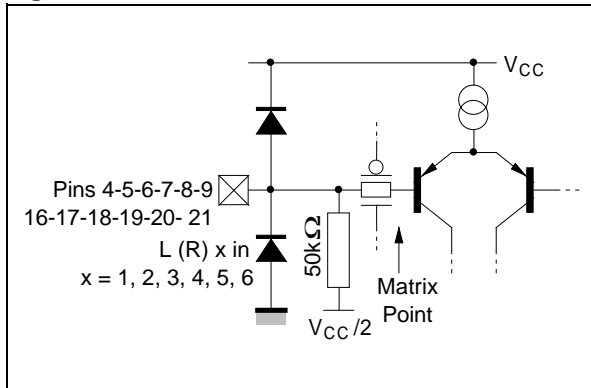 VCC
Pins 4-5-6-7-8-9
16-17-18-19-20- 21
L (R) x in
x = 1, 2, 3, 4, 5, 6
50kΩ
Matrix
Point
VCC/2